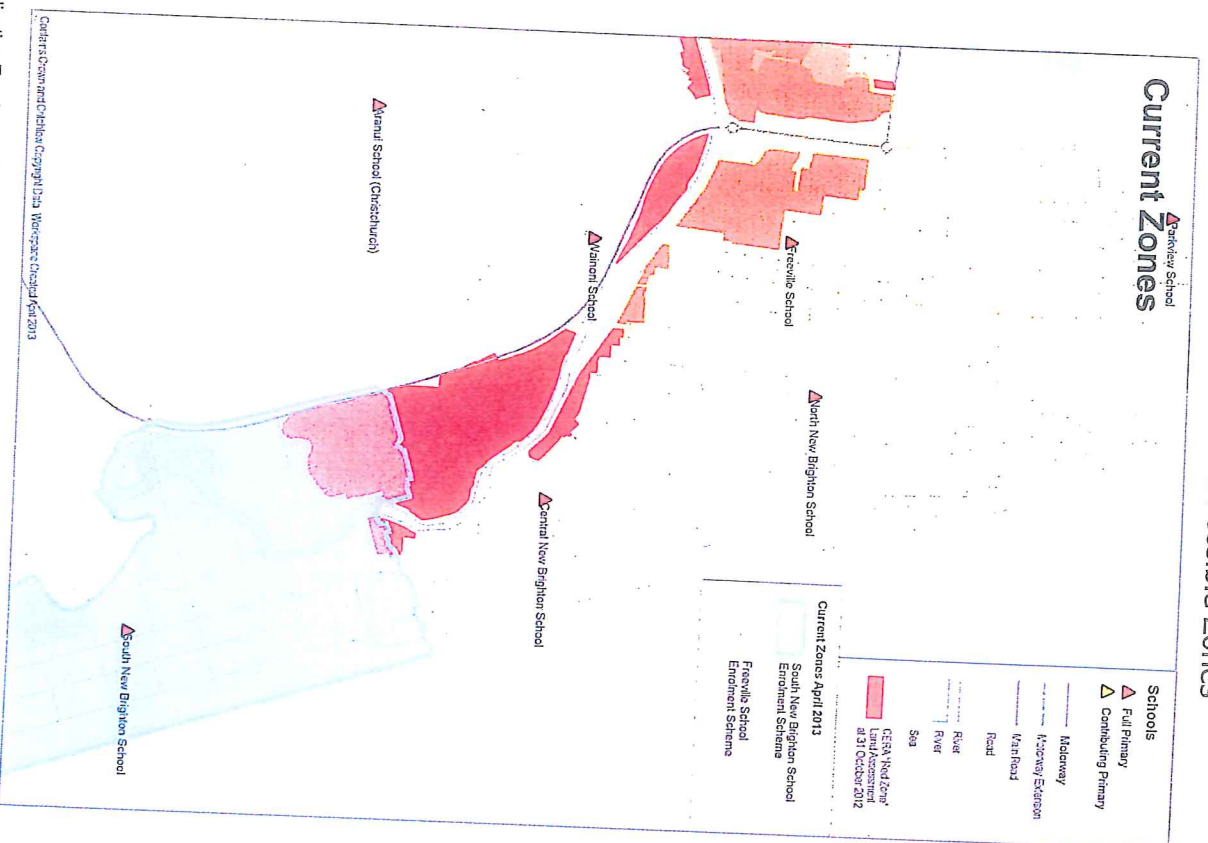 Zones
Current Zones
Parkview School
Freeville School
North New Brighton School
Wainoni School
Aranui School (Christchurch)
Central New Brighton School
South New Brighton School
Schools
Full Primary
Contributing Primary
Motorway
Motorway Extension
Main Road
Road
River
River
Sea
CERA 'Red Zone'
Land Assessment
at 31 October 2012
Current Zones April 2013
South New Brighton School
Enrolment Scheme
Freeville School
Enrolment Scheme
Contains Crown and Critchlow Copyright Data Workspace Created April 2013